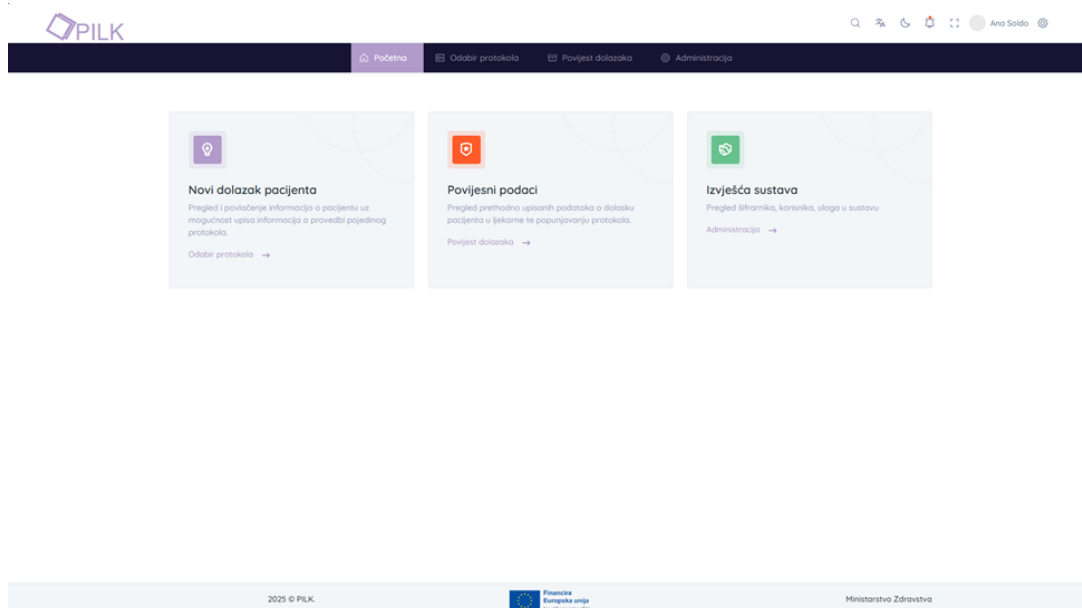 PILK
Ana Soldo
Početna
Odabir protokola
Povijest dolazaka
Administracija
Novi dolazak pacijenta
Pregled i povlačenje informacija o pacijentu uz
mogućnost upisa informacija o provedbi pojedinog
protokola.
Odabir protokola →
Povijesni podaci
Pregled prethodno upisanih podataka o dolasku
pacijenta u ljekarne te popunjavanju protokola.
Povijest dolazaka →
Izvješća sustava
Pregled šifrarnika, korisnika, uloga u sustavu
Administracija →
2025 © PILK.
Financira
Europska unija
Ministarstvo Zdravstva